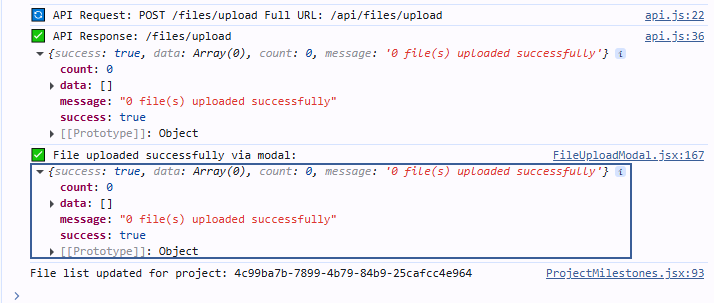 API Request: POST /files/upload Full URL: /api/files/upload api.js:22
API Response: /files/upload api.js:36
{success: true, data: Array(0), count: 0, message: '0 file(s) uploaded successfully'}
count: 0
data: []
message: "0 file(s) uploaded successfully"
success: true
[[Prototype]]: Object
File uploaded successfully via modal: FileUploadModal.jsx:167
{success: true, data: Array(0), count: 0, message: '0 file(s) uploaded successfully'}
count: 0
data: []
message: "0 file(s) uploaded successfully"
success: true
[[Prototype]]: Object
File list updated for project: 4c99ba7b-7899-4b79-84b9-25cafcc4e964 ProjectMilestones.jsx:93